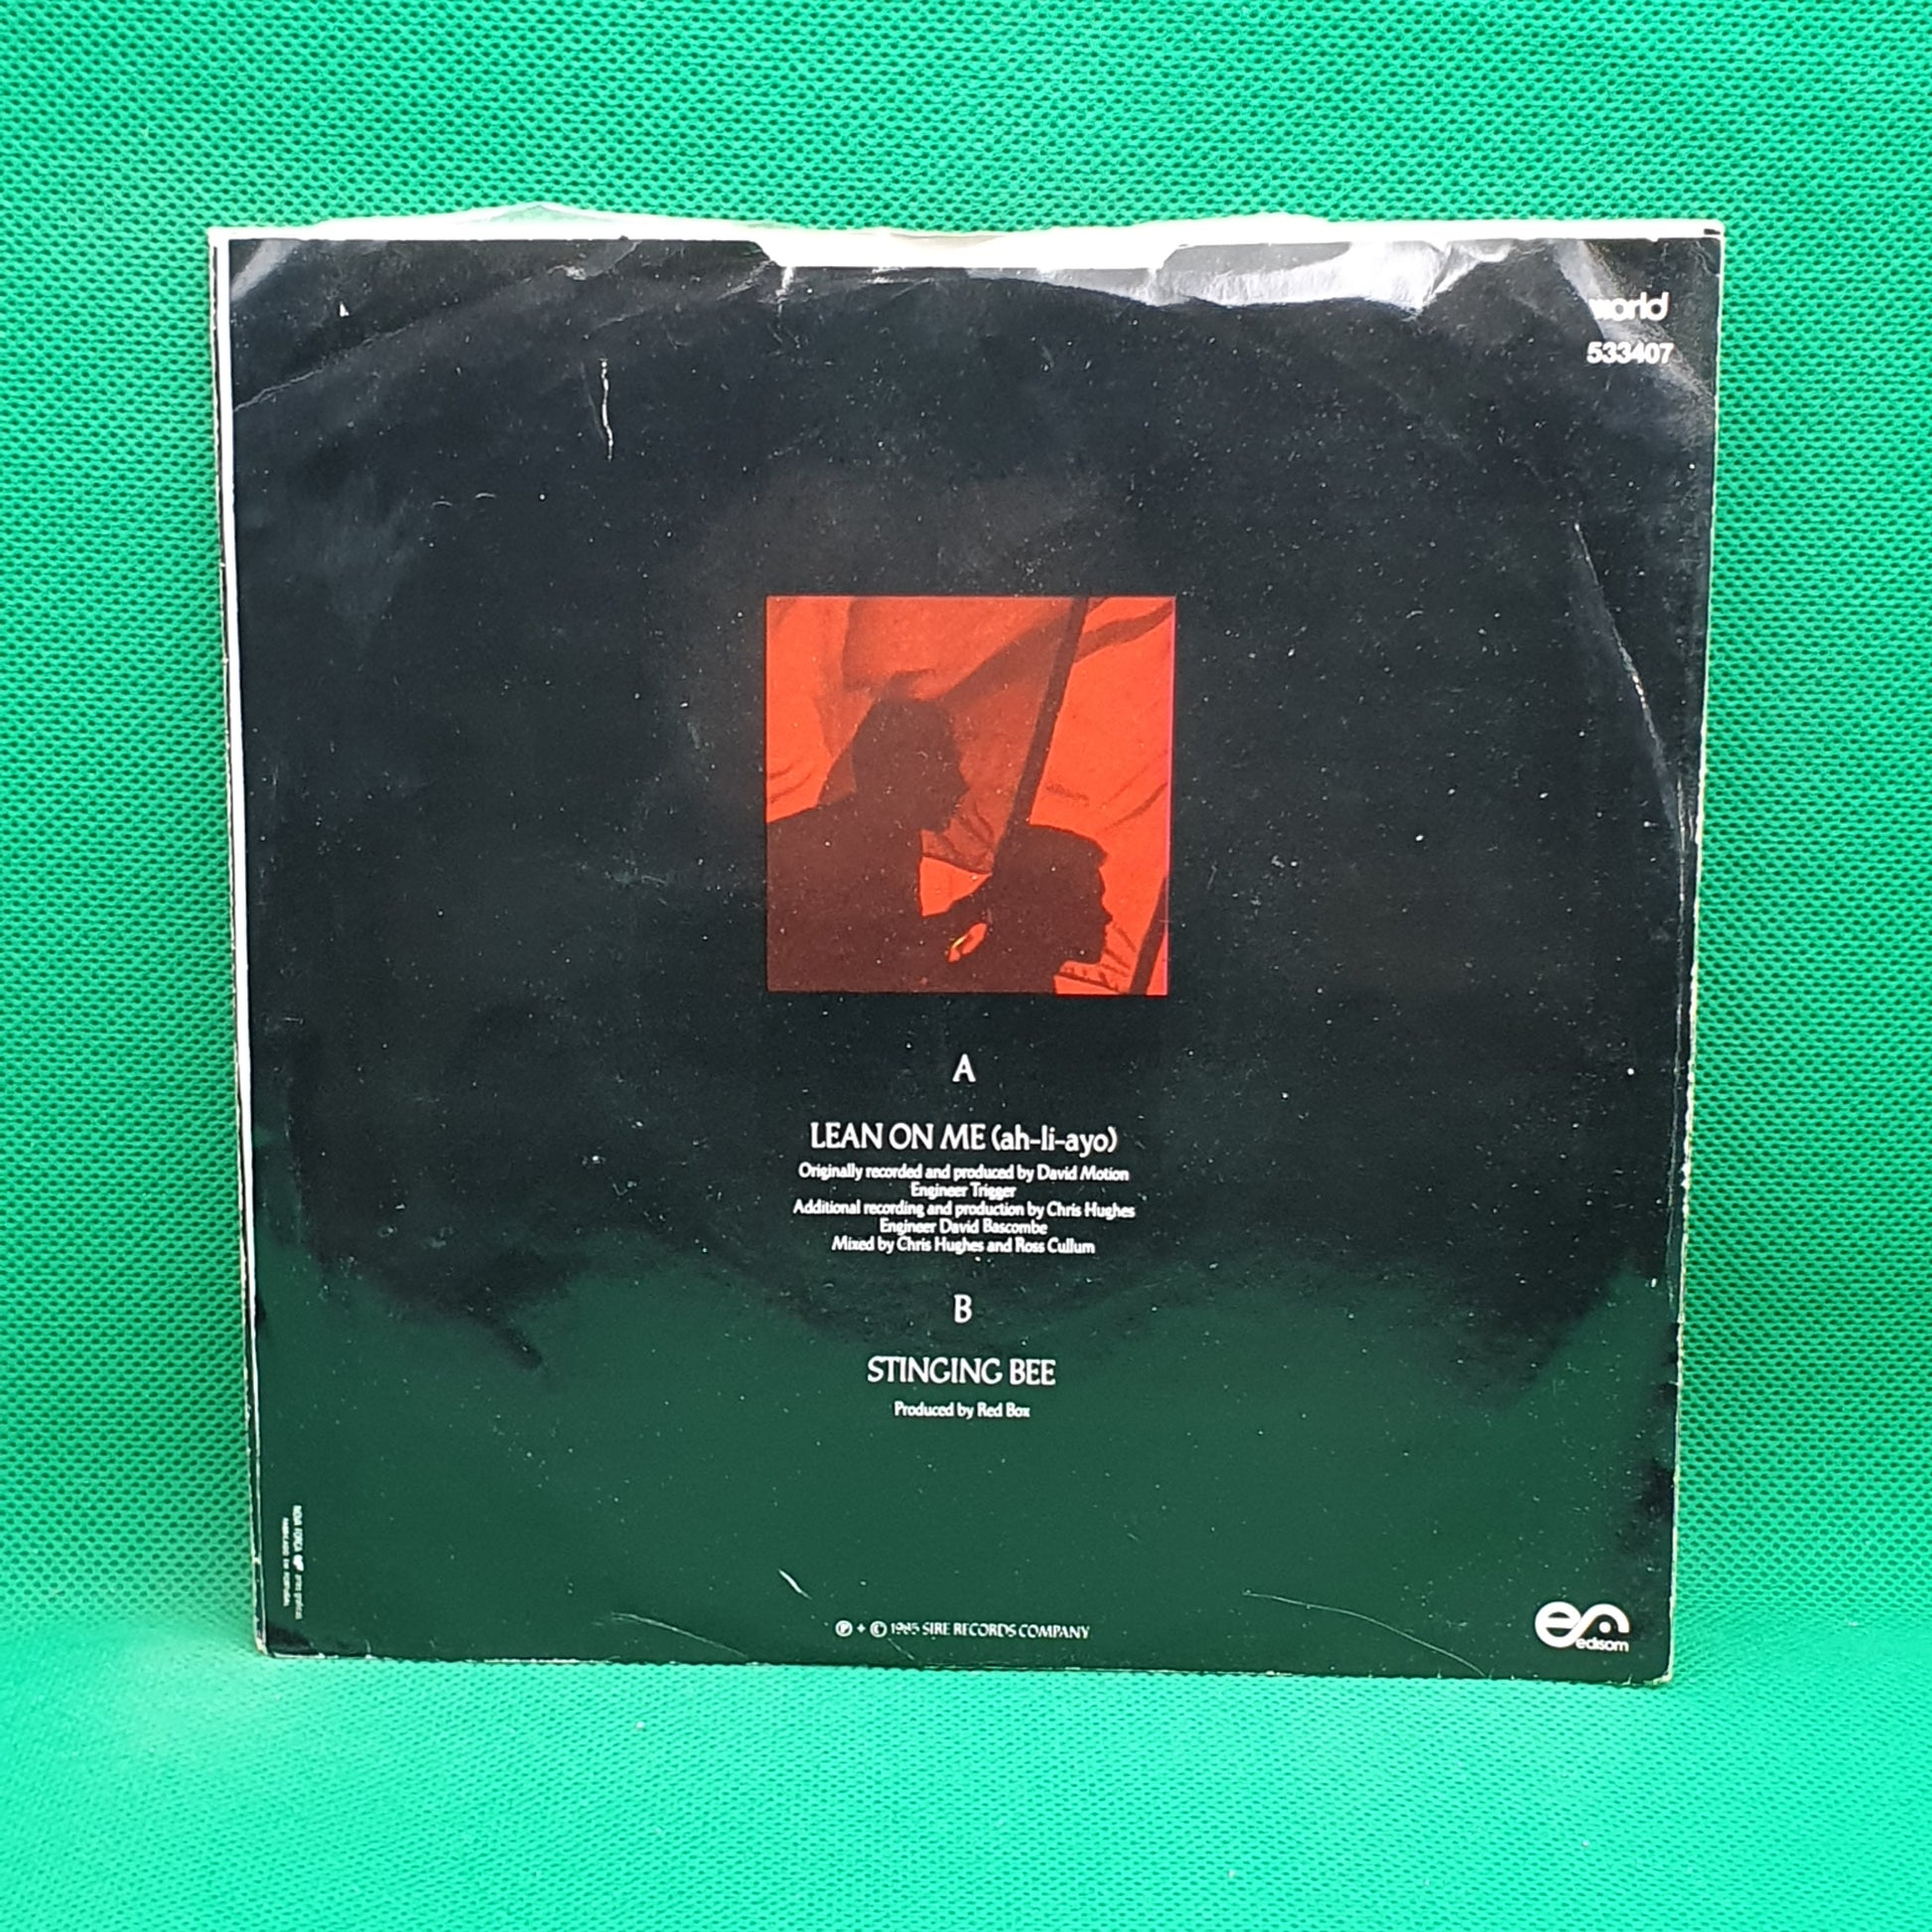 world
533407
A
LEAN ON ME (ah-li-ayo)
Originally recorded and produced by David Motion
Engineer Trigger
Additional recording and production by Chris Hughes
Engineer David Bascombe
Mixed by Chris Hughes and Ross Cullum
B
STINGING BEE
Produced by Red Box
℗ + © 1985 SIRE RECORDS COMPANY
edisom